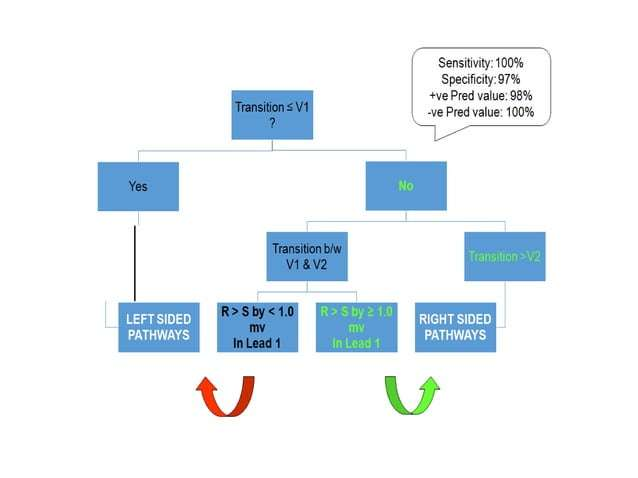 Sensitivity: 100%
Specificity: 97%
+ve Pred value: 98%
-ve Pred value: 100%
Transition ≤ V1
?
Yes
No
Transition b/w
V1 & V2
Transition >V2
LEFT SIDED
PATHWAYS
R > S by < 1.0
mv
In Lead 1
R > S by ≥ 1.0
mv
In Lead 1
RIGHT SIDED
PATHWAYS